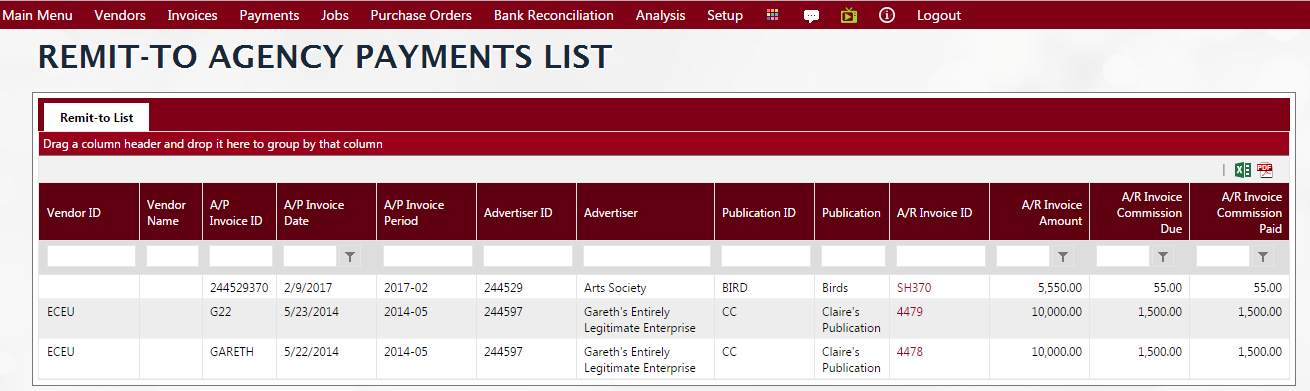 Main Menu Vendors Invoices Payments Jobs Purchase Orders Bank Reconciliation Analysis Setup Logout
REMIT-TO AGENCY PAYMENTS LIST
Remit-to List
Drag a column header and drop it here to group by that column
Vendor ID Vendor Name A/P Invoice ID A/P Invoice Date A/P Invoice Period Advertiser ID Advertiser Publication ID Publication A/R Invoice ID A/R Invoice Amount A/R Invoice Commission Due A/R Invoice Commission Paid
244529370 2/9/2017 2017-02 244529 Arts Society BIRD Birds SH370 5,550.00 55.00 55.00
ECEU G22 5/23/2014 2014-05 244597 Gareth's Entirely Legitimate Enterprise CC Claire's Publication 4479 10,000.00 1,500.00 1,500.00
ECEU GARETH 5/22/2014 2014-05 244597 Gareth's Entirely Legitimate Enterprise CC Claire's Publication 4478 10,000.00 1,500.00 1,500.00